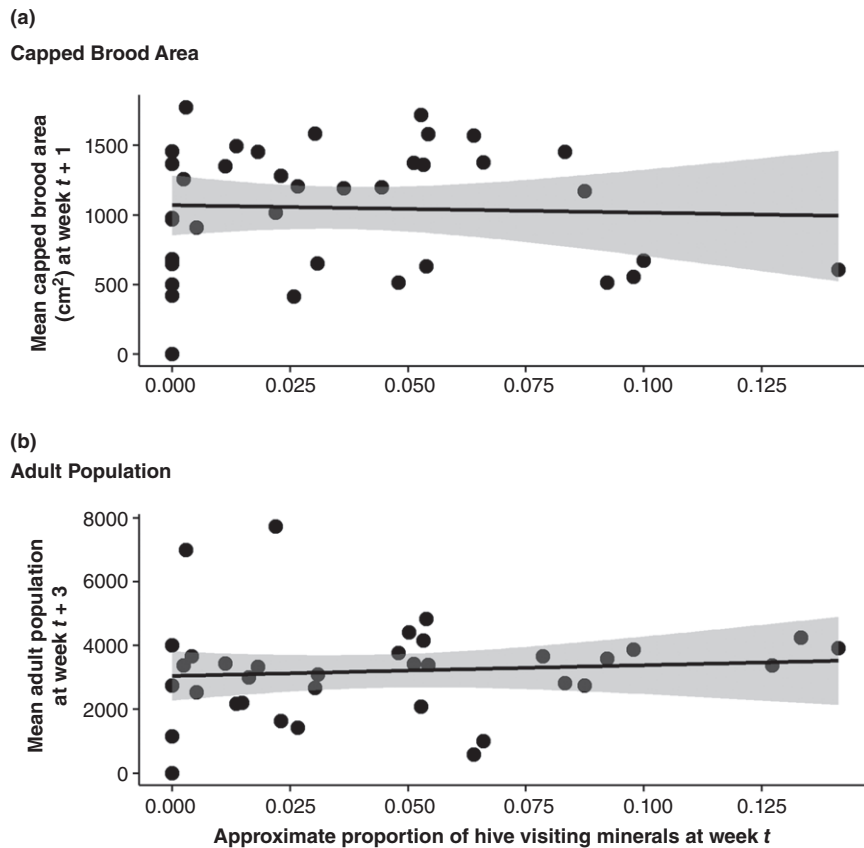 (a)
Capped Brood Area
Mean capped brood area
(cm²) at week t + 1
1500
1000
500
0
0.000 0.025 0.050 0.075 0.100 0.125
(b)
Adult Population
Mean adult population
at week t + 3
8000
6000
4000
2000
0
0.000 0.025 0.050 0.075 0.100 0.125
Approximate proportion of hive visiting minerals at week t